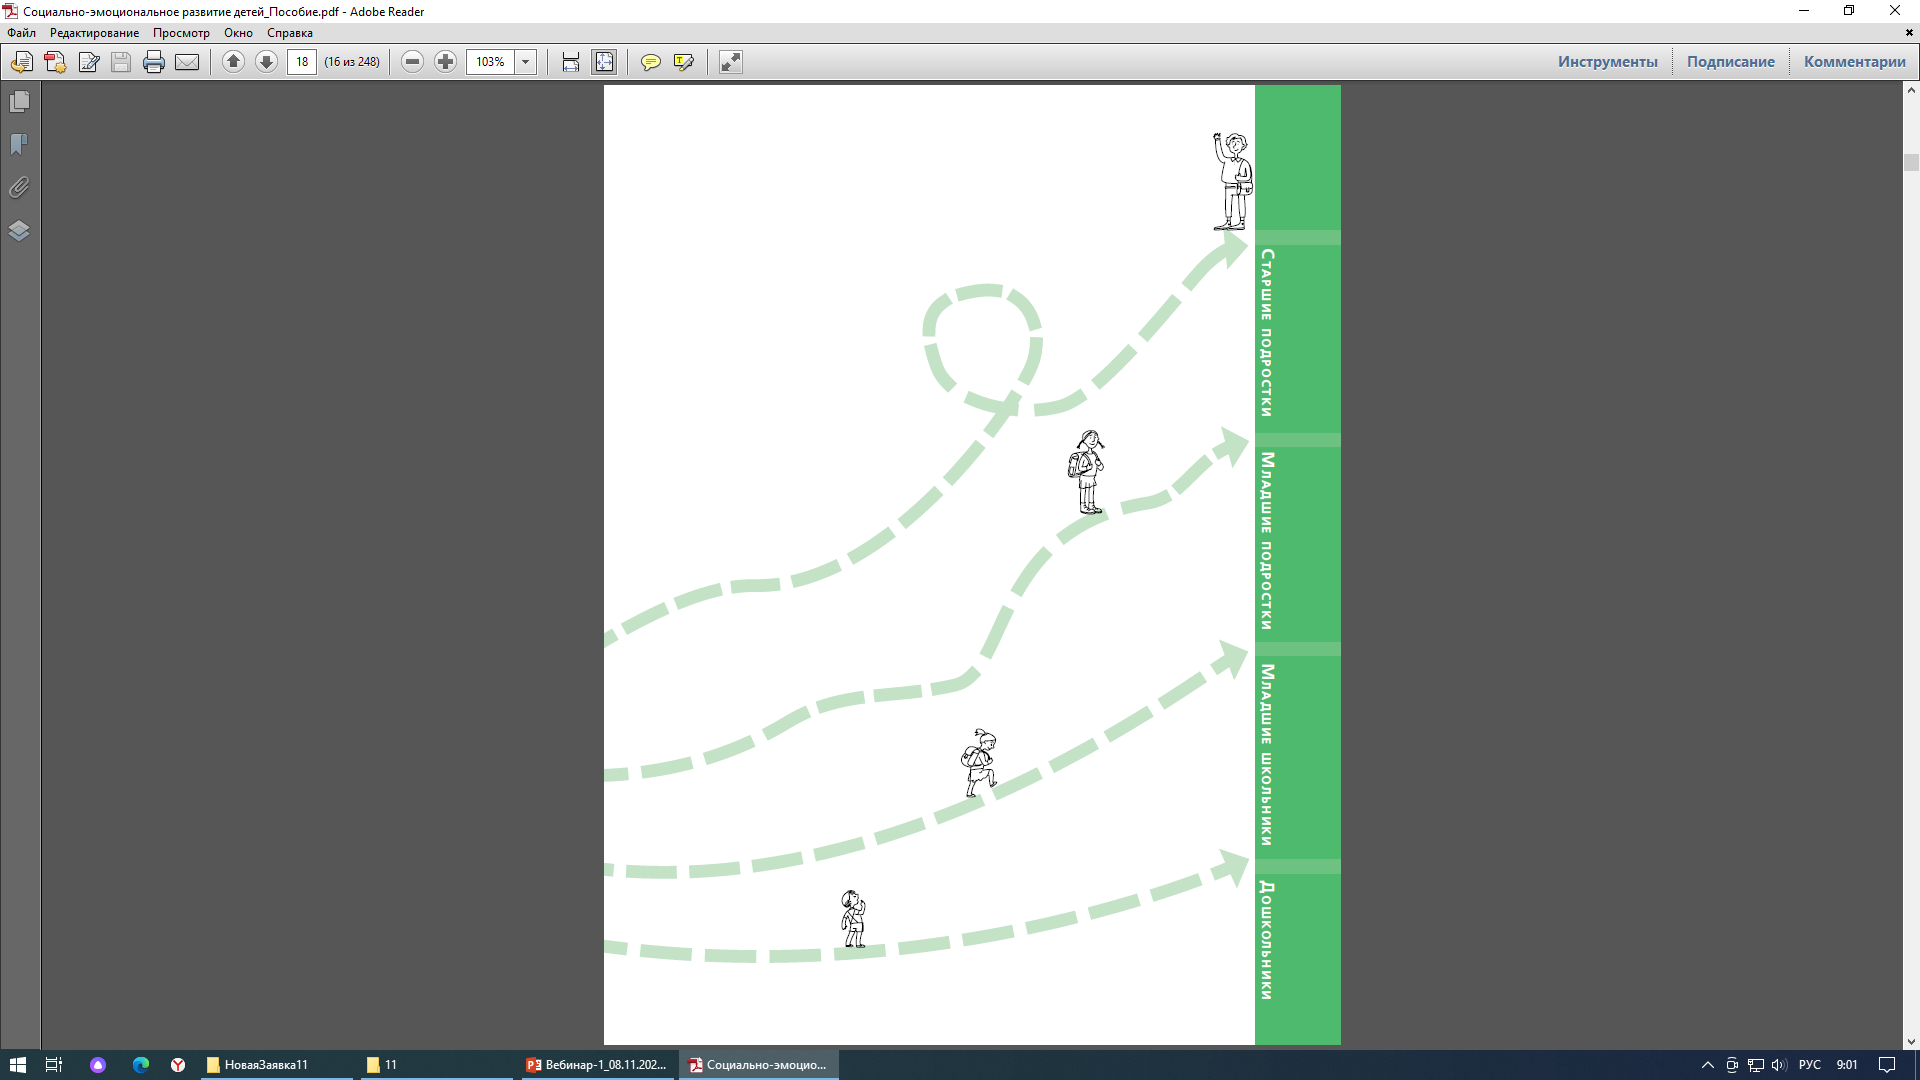 Социально-эмоциональное развитие детей_Пособие.pdf - Adobe Reader
Файл Редактирование Просмотр Окно Справка
18 (16 из 248) 103% Инструменты Подписание Комментарии
Старшие подростки
Младшие подростки
Младшие школьники
Дошкольники
НоваяЗаявка11 11 Вебинар-1_08.11.202... Социально-эмоцио... РУС 9:01